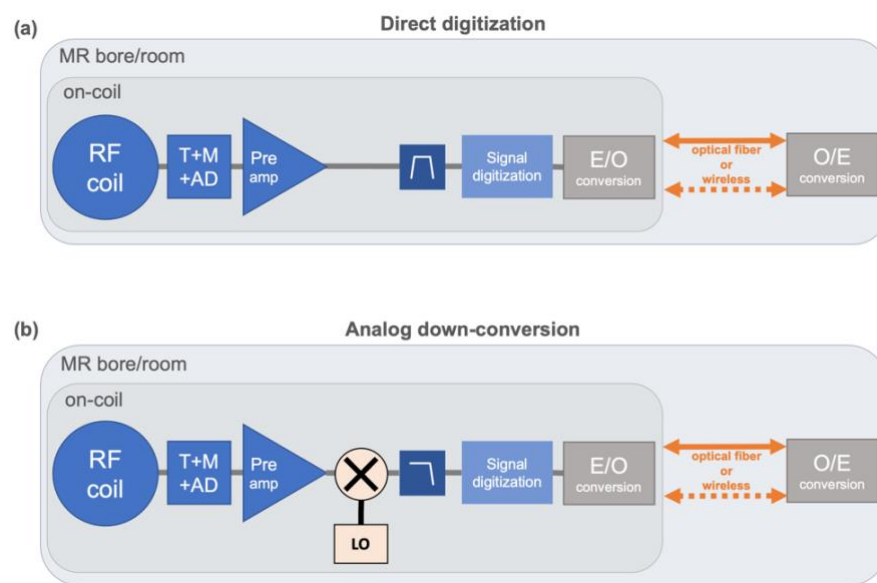 (a)
Direct digitization
MR bore/room
on-coil
RF
coil
T+M
+AD
Pre
amp
Signal
digitization
E/O
conversion
optical fiber
or
wireless
O/E
conversion
(b)
Analog down-conversion
MR bore/room
on-coil
RF
coil
T+M
+AD
Pre
amp
LO
Signal
digitization
E/O
conversion
optical fiber
or
wireless
O/E
conversion